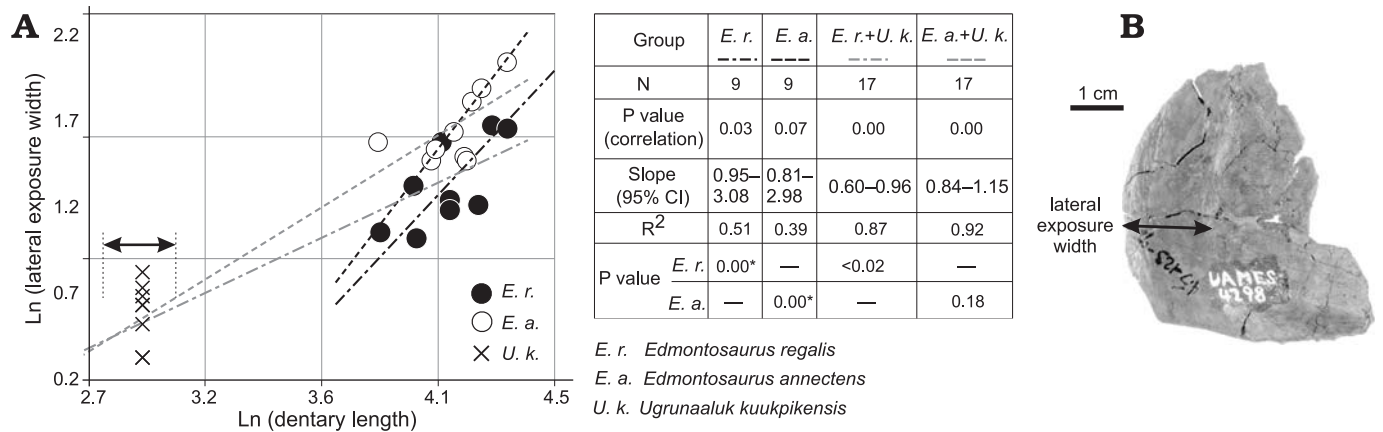 A
Ln (lateral exposure width)
2.2
1.7
1.2
0.7
0.2
2.7 3.2 3.6 4.1 4.5
Ln (dentary length)
E. r.
E. a.
U. k.
Group E. r. E. a. E. r.+U. k. E. a.+U. k.
N 9 9 17 17
P value
(correlation) 0.03 0.07 0.00 0.00
Slope
(95% CI) 0.95–3.08 0.81–2.98 0.60–0.96 0.84–1.15
R2 0.51 0.39 0.87 0.92
P value E. r. 0.00* — <0.02 —
E. a. — 0.00* — 0.18
E. r. Edmontosaurus regalis
E. a. Edmontosaurus annectens
U. k. Ugrunaaluk kuukpikensis
B
1 cm
lateral
exposure
width
UAMES
4298